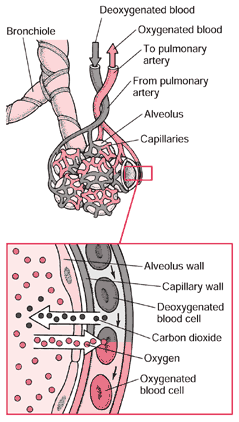 Deoxygenated blood
Oxygenated blood
Bronchiole
To pulmonary
artery
From pulmonary
artery
Alveolus
Capillaries
Alveolus wall
Capillary wall
Deoxygenated
blood cell
Carbon dioxide
Oxygen
Oxygenated
blood cell